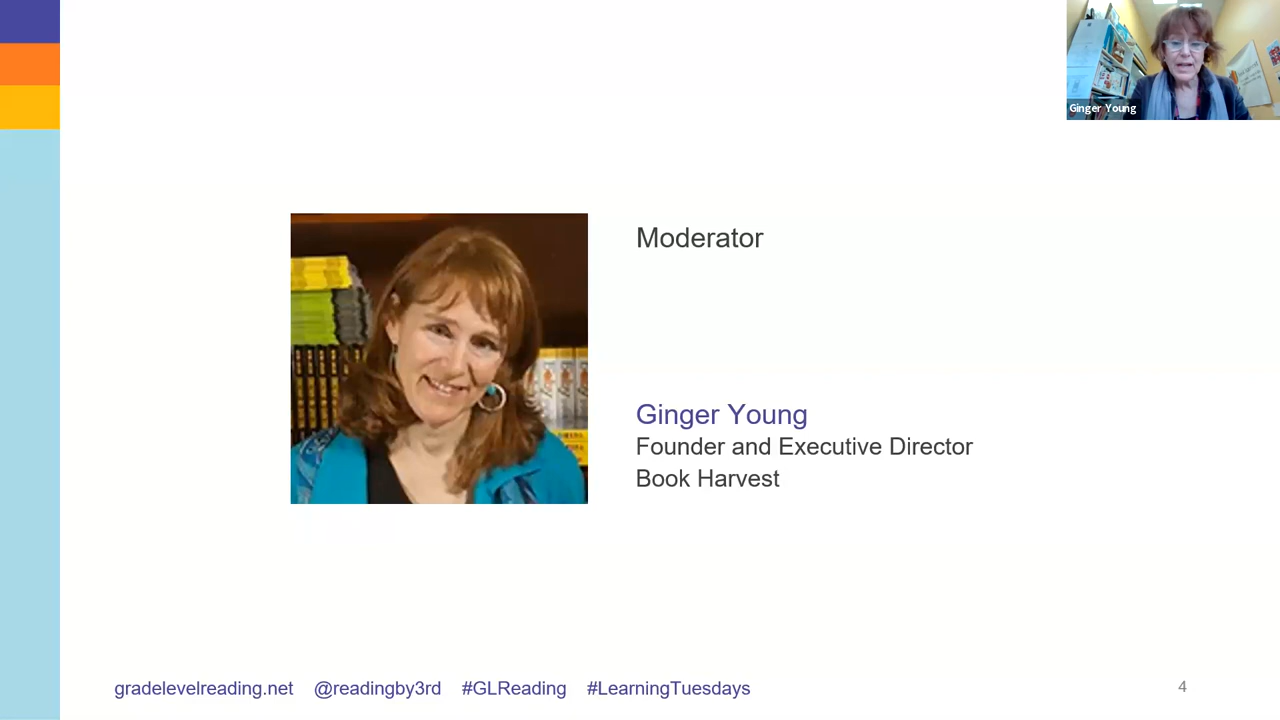 Ginger Young
Moderator
Ginger Young
Founder and Executive Director
Book Harvest
gradelevelreading.net @readingby3rd #GLReading #LearningTuesdays
4